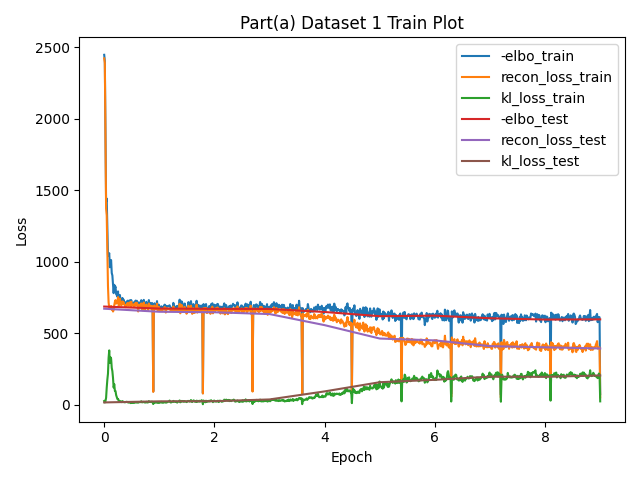 Part(a) Dataset 1 Train Plot
2500
2000
1500
1000
500
0
Loss
-elbo_train
recon_loss_train
kl_loss_train
-elbo_test
recon_loss_test
kl_loss_test
0 2 4 6 8
Epoch